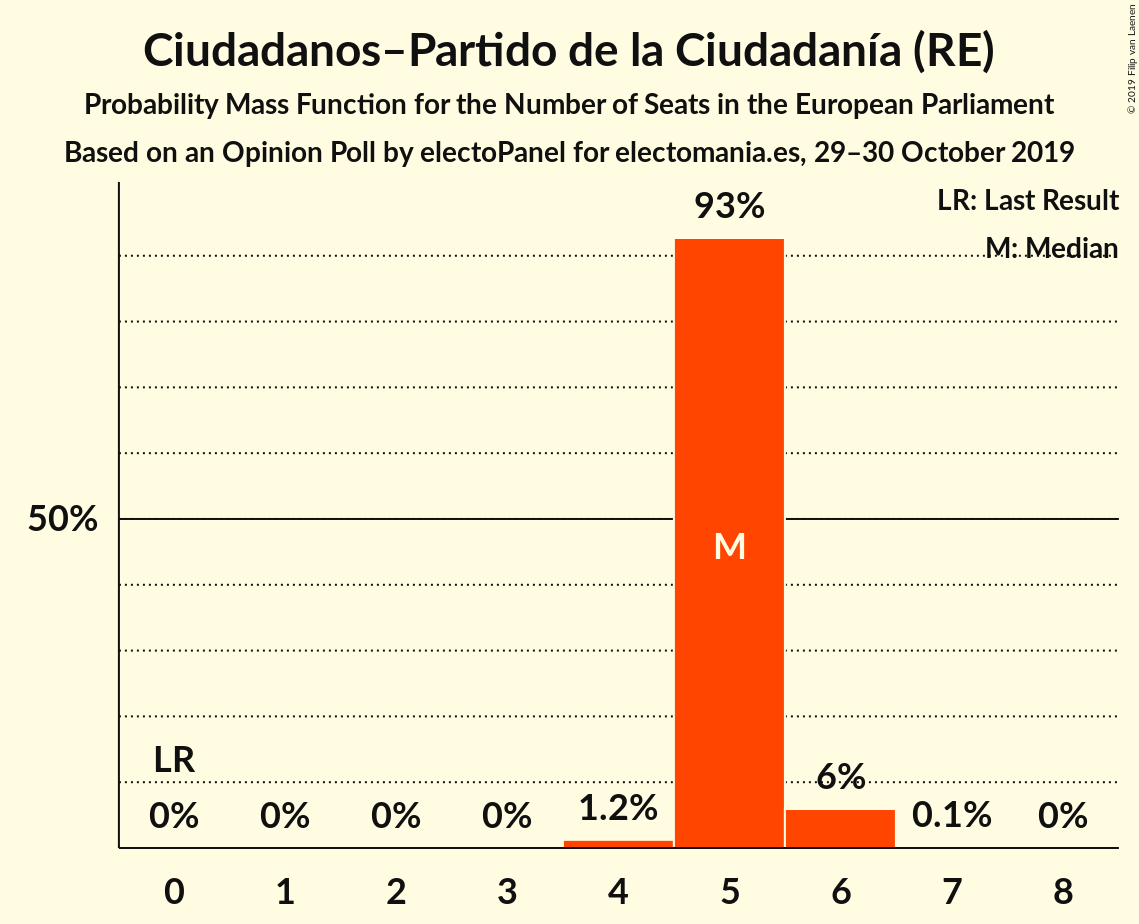 Ciudadanos–Partido de la Ciudadanía (RE)
Probability Mass Function for the Number of Seats in the European Parliament
Based on an Opinion Poll by electoPanel for electomania.es, 29–30 October 2019
© 2019 Filip van Laenen
LR: Last Result
M: Median
93%
50%
M
LR
0%
0%
0%
0%
1.2%
6%
0.1%
0%
0 1 2 3 4 5 6 7 8